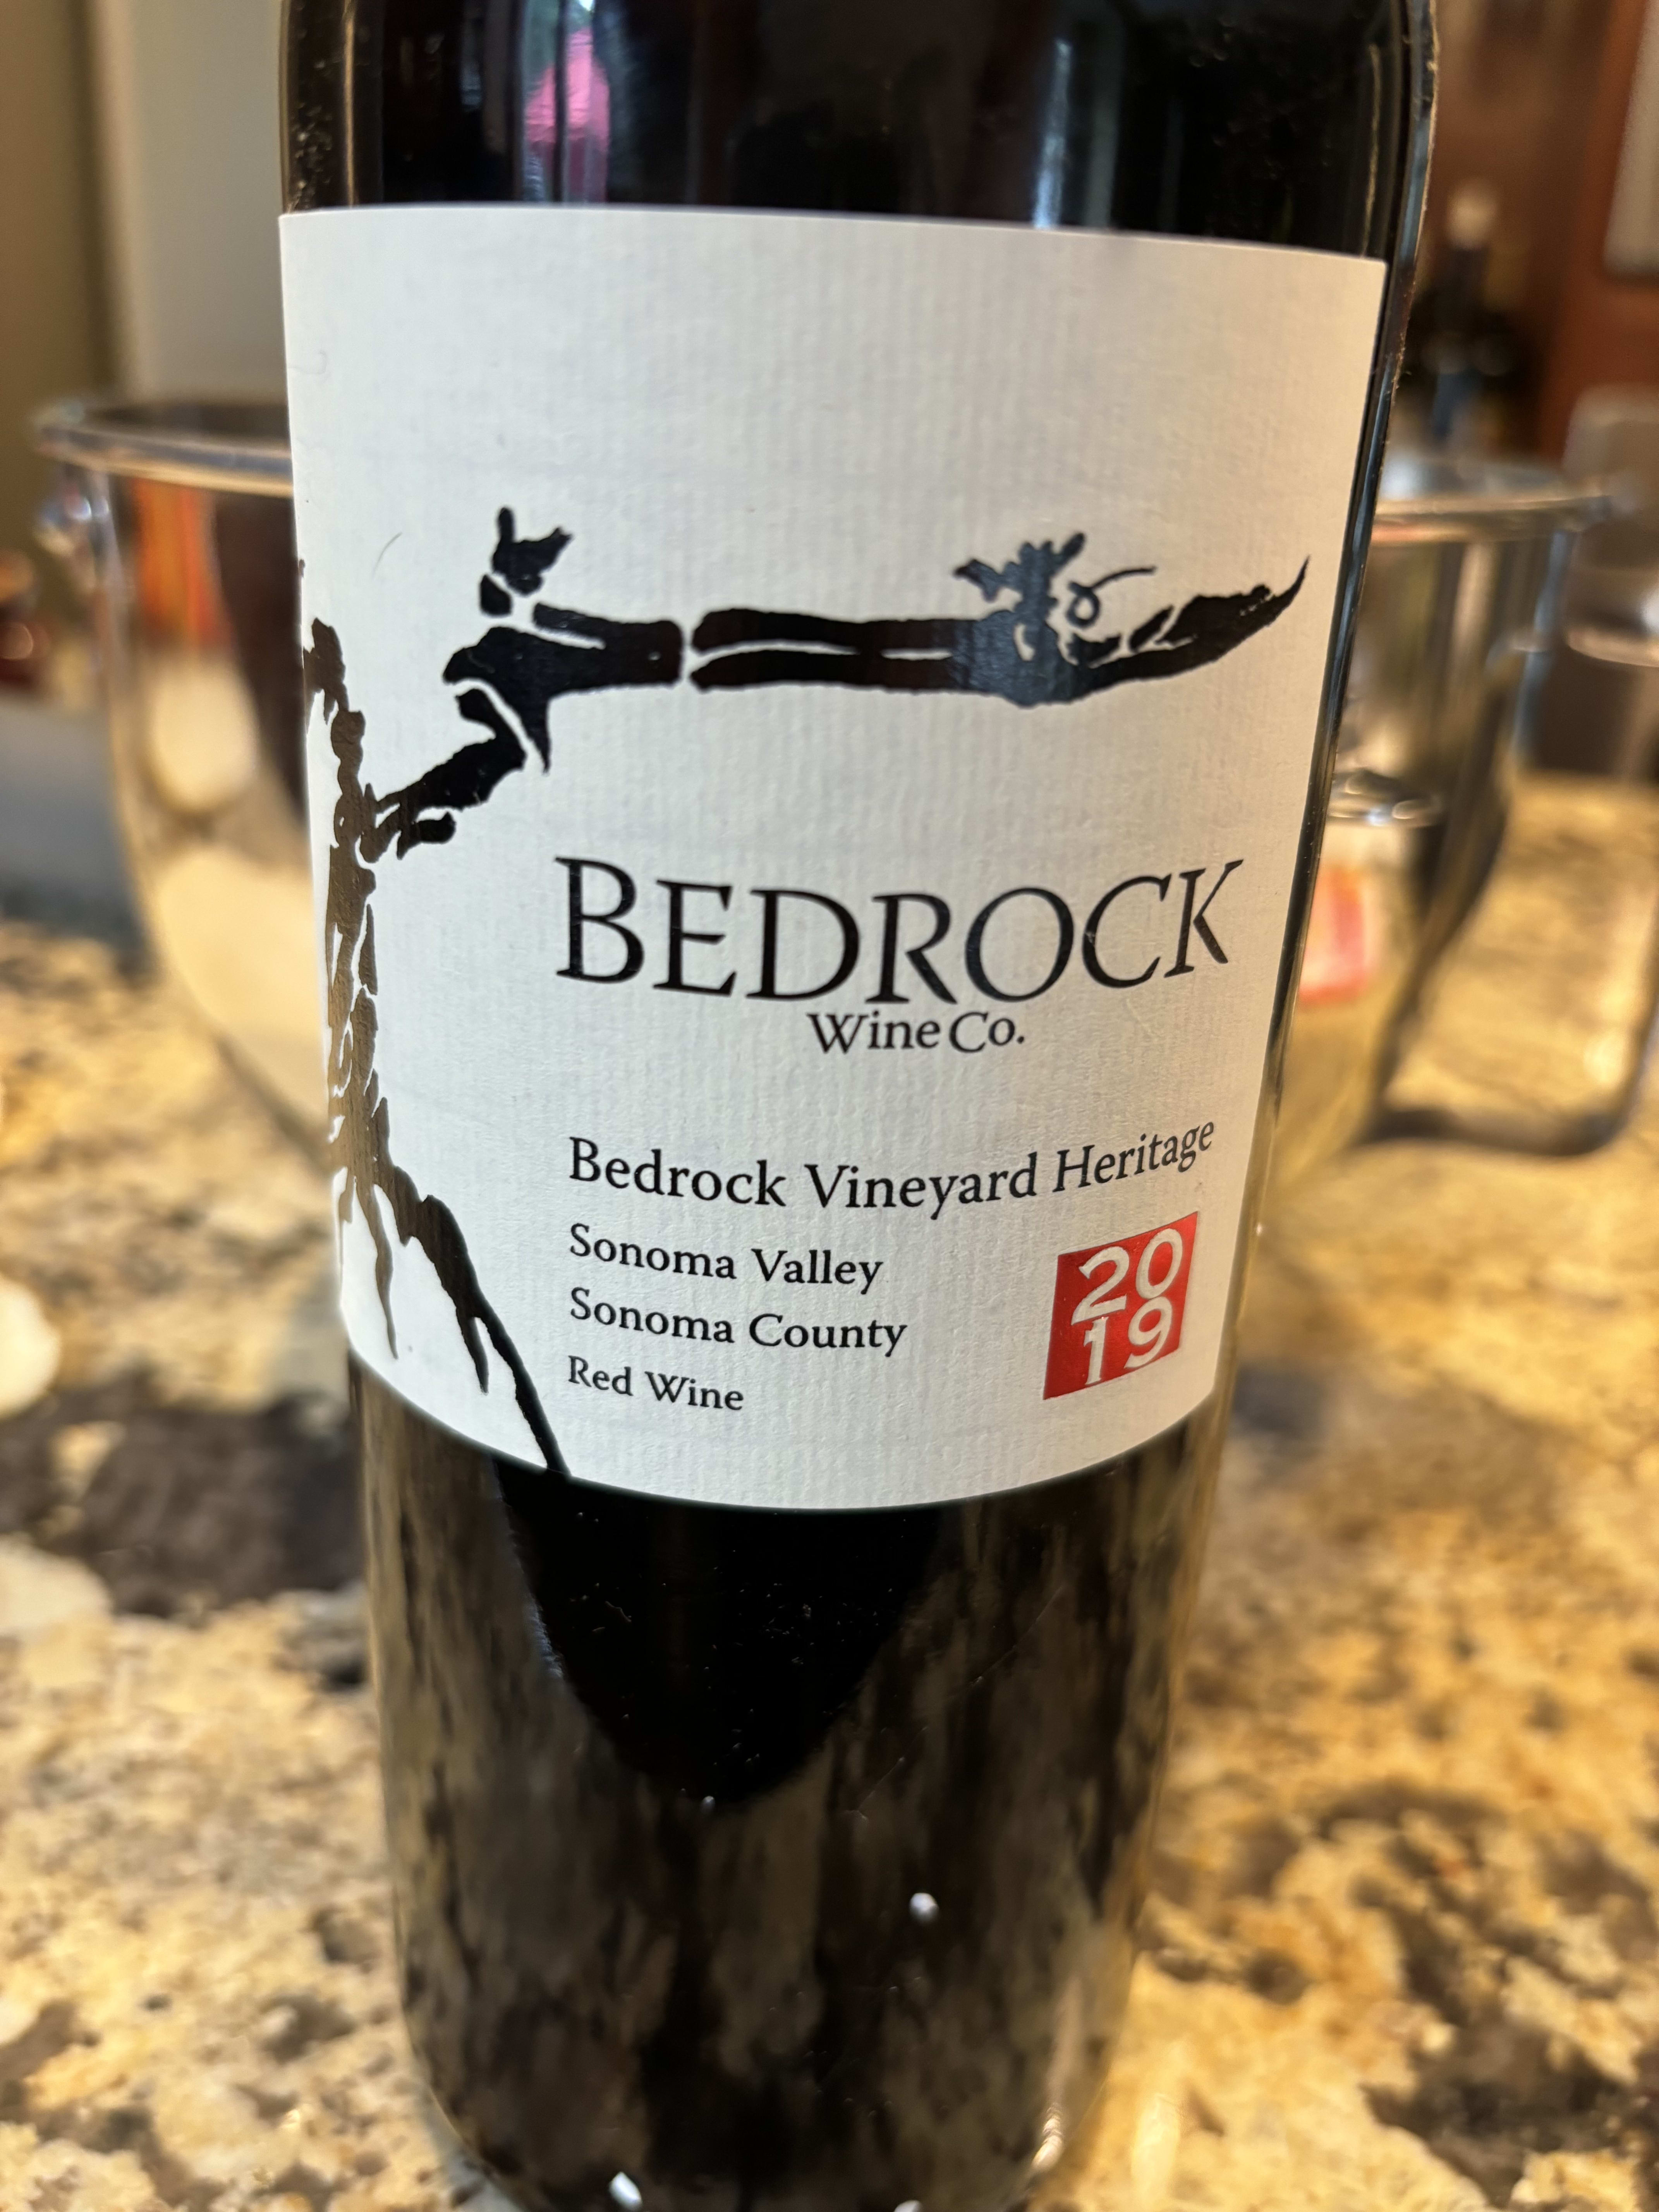 BEDROCK
Wine Co.
Bedrock Vineyard Heritage
Sonoma Valley
Sonoma County
Red Wine
20
19